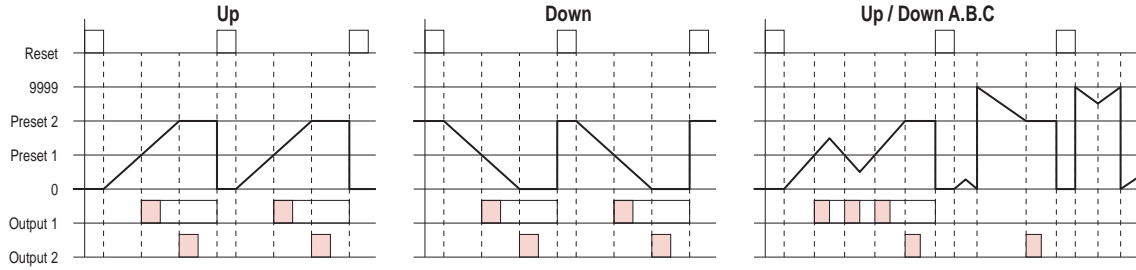 Up
Down
Up / Down A.B.C
Reset
9999
Preset 2
Preset 1
0
Output 1
Output 2